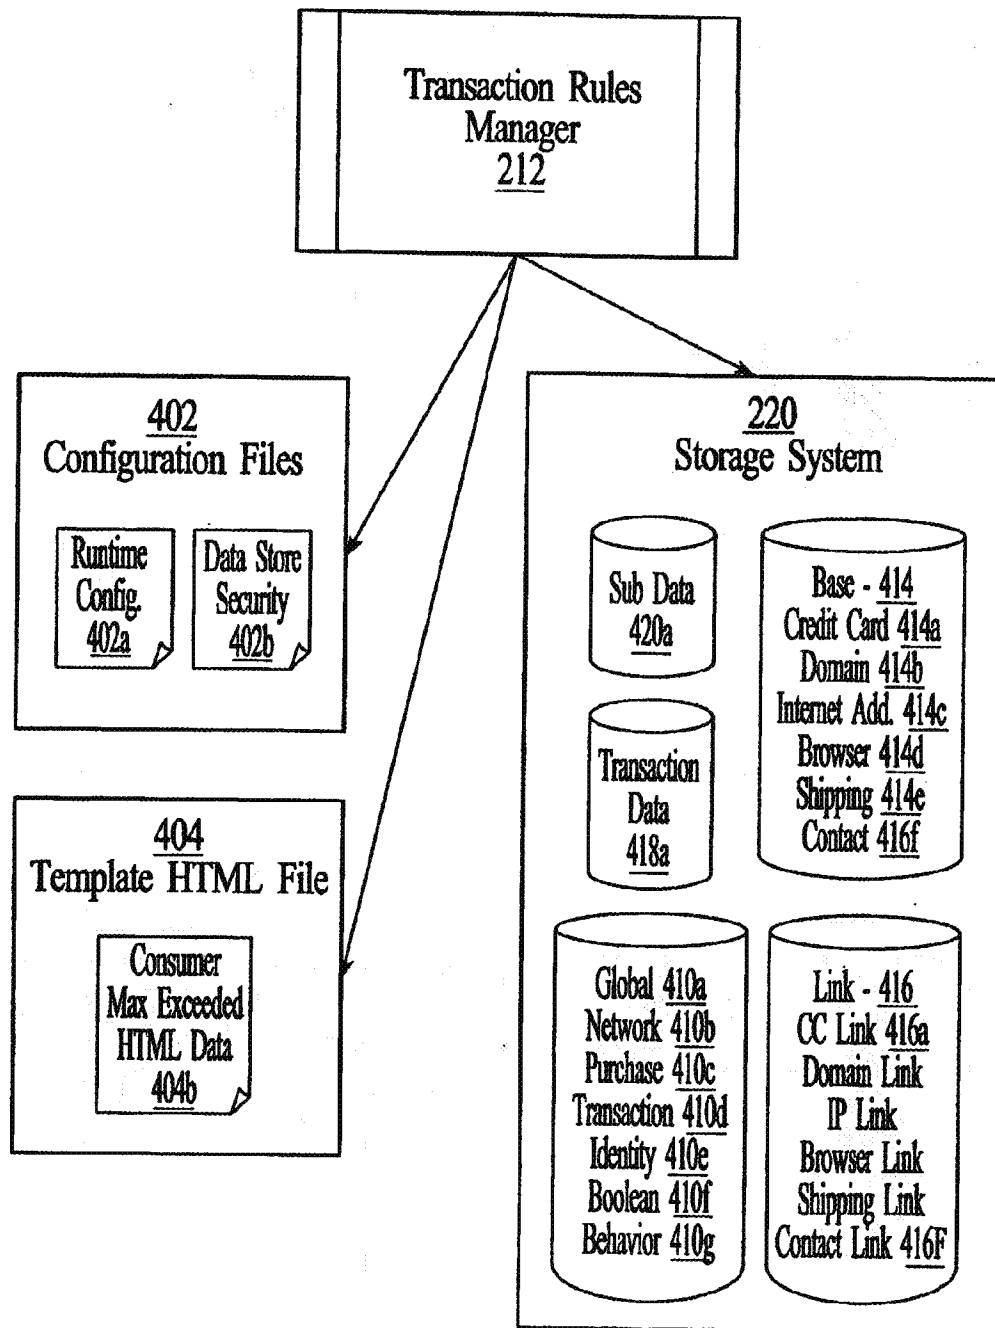 Transaction Rules
Manager
212
402
Configuration Files
Runtime
Config.
402a
Data Store
Security
402b
404
Template HTML File
Consumer
Max Exceeded
HTML Data
404b
220
Storage System
Sub Data
420a
Base - 414
Credit Card 414a
Domain 414b
Internet Add. 414c
Browser 414d
Shipping 414e
Contact 416f
Transaction
Data
418a
Global 410a
Network 410b
Purchase 410c
Transaction 410d
Identity 410e
Boolean 410f
Behavior 410g
Link - 416
CC Link 416a
Domain Link
IP Link
Browser Link
Shipping Link
Contact Link 416F